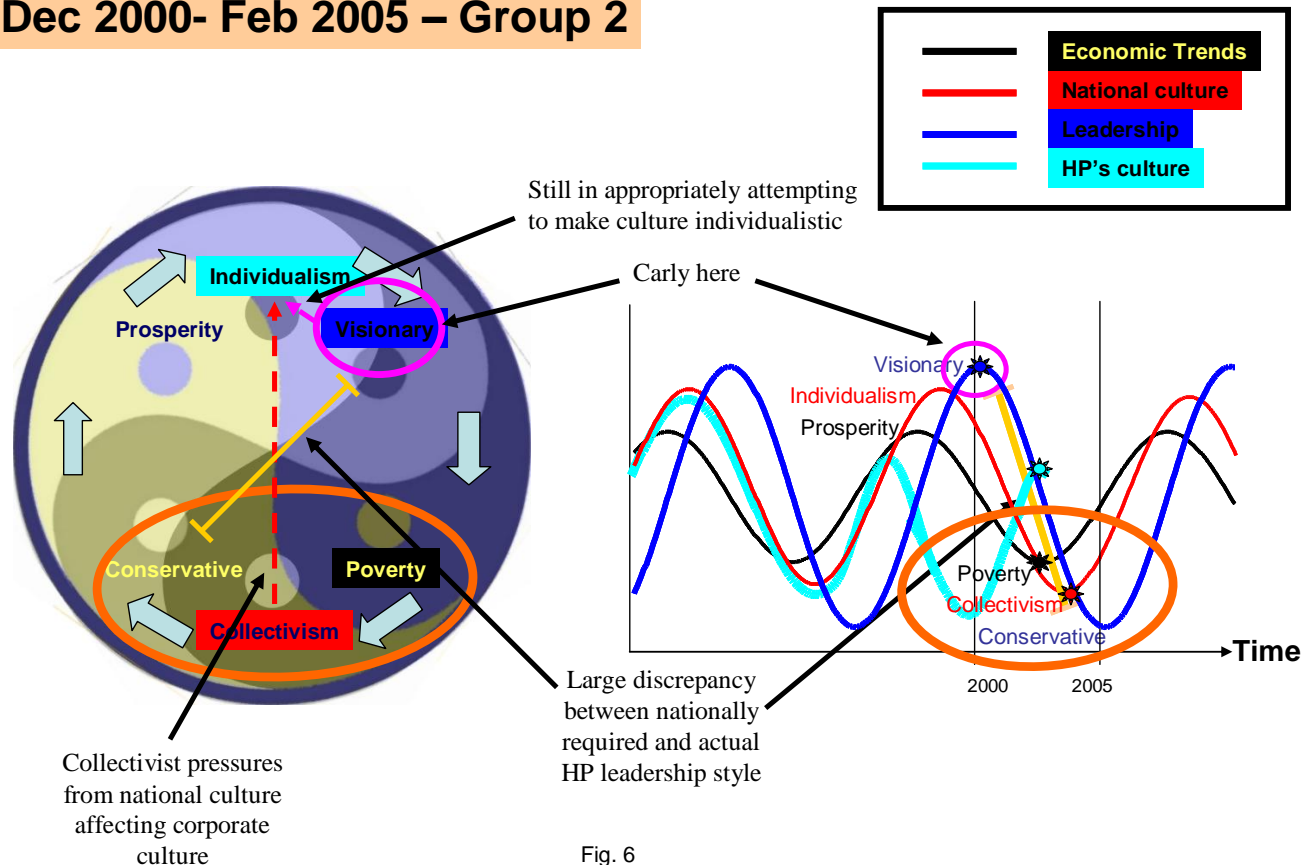 Dec 2000- Feb 2005 – Group 2
Economic Trends
National culture
Leadership
HP's culture
Still in appropriately attempting
to make culture individualistic
Carly here
Individualism
Prosperity
Visionary
Conservative
Poverty
Collectivism
Visionary
Individualism
Prosperity
Poverty
Collectivism
Conservative
Time
2000
2005
Large discrepancy
between nationally
required and actual
HP leadership style
Collectivist pressures
from national culture
affecting corporate
culture
Fig. 6